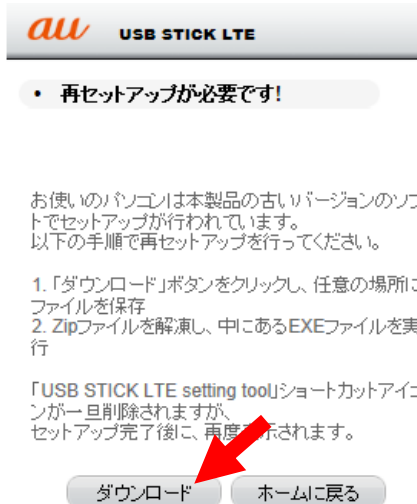 au USB STICK LTE
• 再セットアップが必要です!
お使いのパソコンは本製品の古いバージョンのソフ
トでセットアップが行われています。
以下の手順で再セットアップを行ってください。
1.「ダウンロード」ボタンをクリックし、任意の場所に
ファイルを保存
2. Zipファイルを解凍し、中にあるEXEファイルを実
行
「USB STICK LTE setting tool」ショートカットアイコ
ンが一旦削除されますが、
セットアップ完了後に、再度表示されます。
ダウンロード ホームに戻る